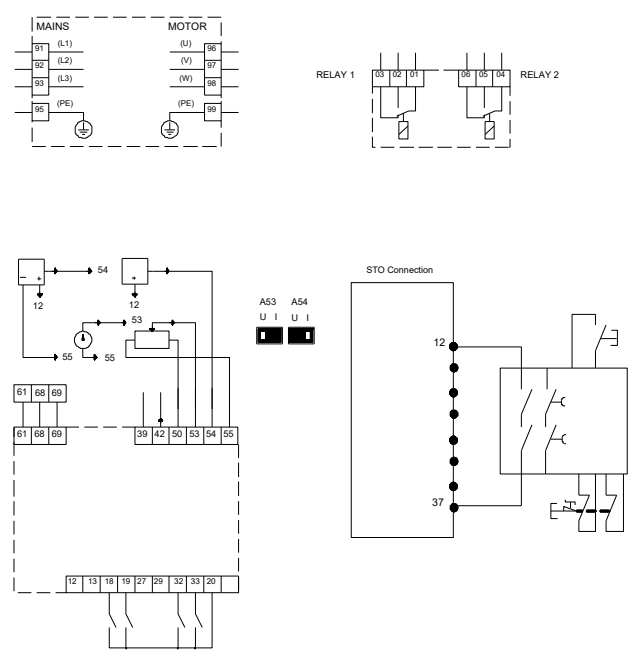 MAINS MOTOR
91 (L1) (U) 96
92 (L2) (V) 97
93 (L3) (W) 98
95 (PE) (PE) 99
RELAY 1 03 02 01 06 05 04 RELAY 2
54
12 12
53
55 55
A53 A54
U I U I
STO Connection
12
37
61 68 69
61 68 69 39 42 50 53 54 55
12 13 18 19 27 29 32 33 20